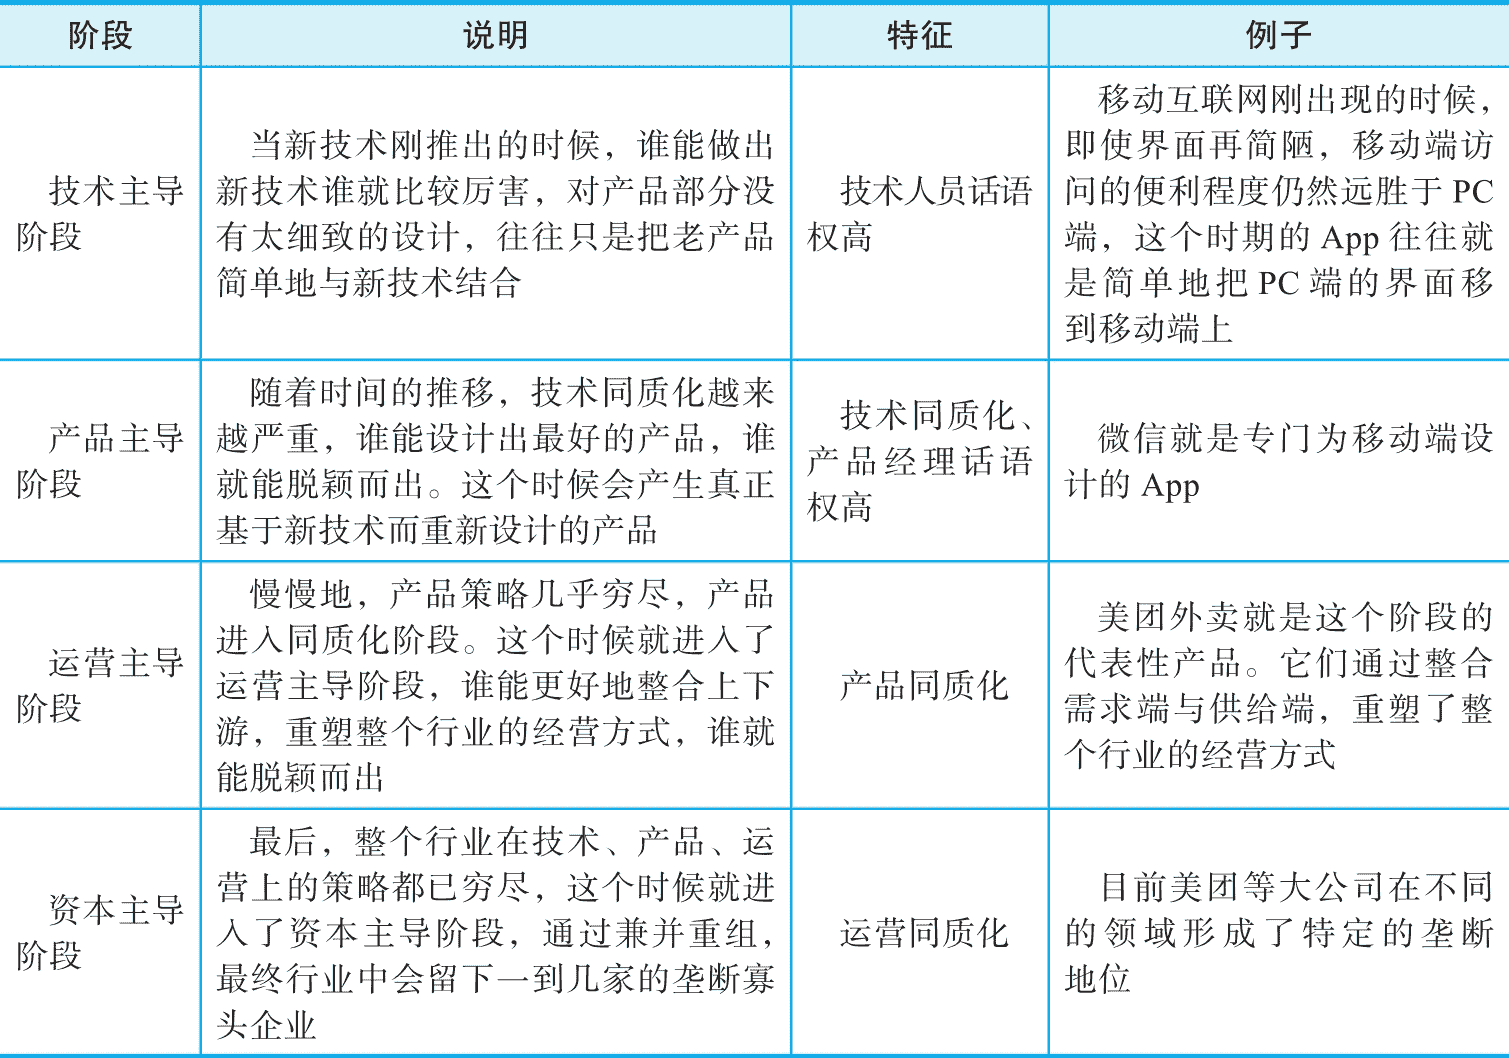 阶段
说明
特征
例子
技术主导
阶段
当新技术刚推出的时候，谁能做出
新技术谁就比较厉害，对产品部分没
有太细致的设计，往往只是把老产品
简单地与新技术结合
技术人员话语
权高
移动互联网刚出现的时候，
即使界面再简陋，移动端访
问的便利程度仍然远胜于 PC
端，这个时期的 App 往往就
是简单地把 PC 端的界面移
到移动端上
产品主导
阶段
随着时间的推移，技术同质化越来
越严重，谁能设计出最好的产品，谁
就能脱颖而出。这个时候会产生真正
基于新技术而重新设计的产品
技术同质化、
产品经理话语
权高
微信就是专门为移动端设
计的 App
运营主导
阶段
慢慢地，产品策略几乎穷尽，产品
进入同质化阶段。这个时候就进入了
运营主导阶段，谁能更好地整合上下
游，重塑整个行业的经营方式，谁就
能脱颖而出
产品同质化
美团外卖就是这个阶段的
代表性产品。它们通过整合
需求端与供给端，重塑了整
个行业的经营方式
资本主导
阶段
最后，整个行业在技术、产品、运
营上的策略都已穷尽，这个时候就进
入了资本主导阶段，通过兼并重组，
最终行业中会留下一到几家的垄断寡
头企业
运营同质化
目前美团等大公司在不同
的领域形成了特定的垄断
地位